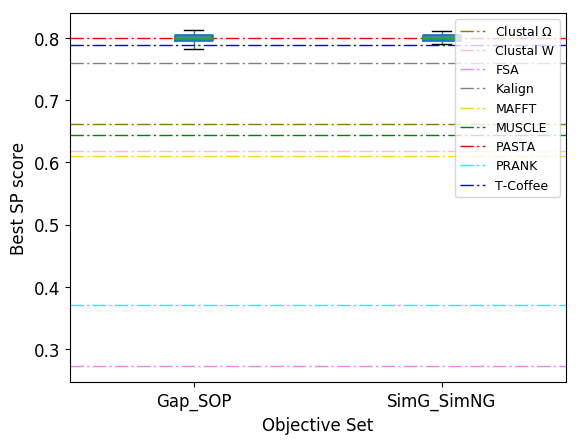 0.8
0.7
0.6
0.5
0.4
0.3
Best SP score
Clustal Ω
Clustal W
FSA
Kalign
MAFFT
MUSCLE
PASTA
PRANK
T-Coffee
Gap_SOP
SimG_SimNG
Objective Set